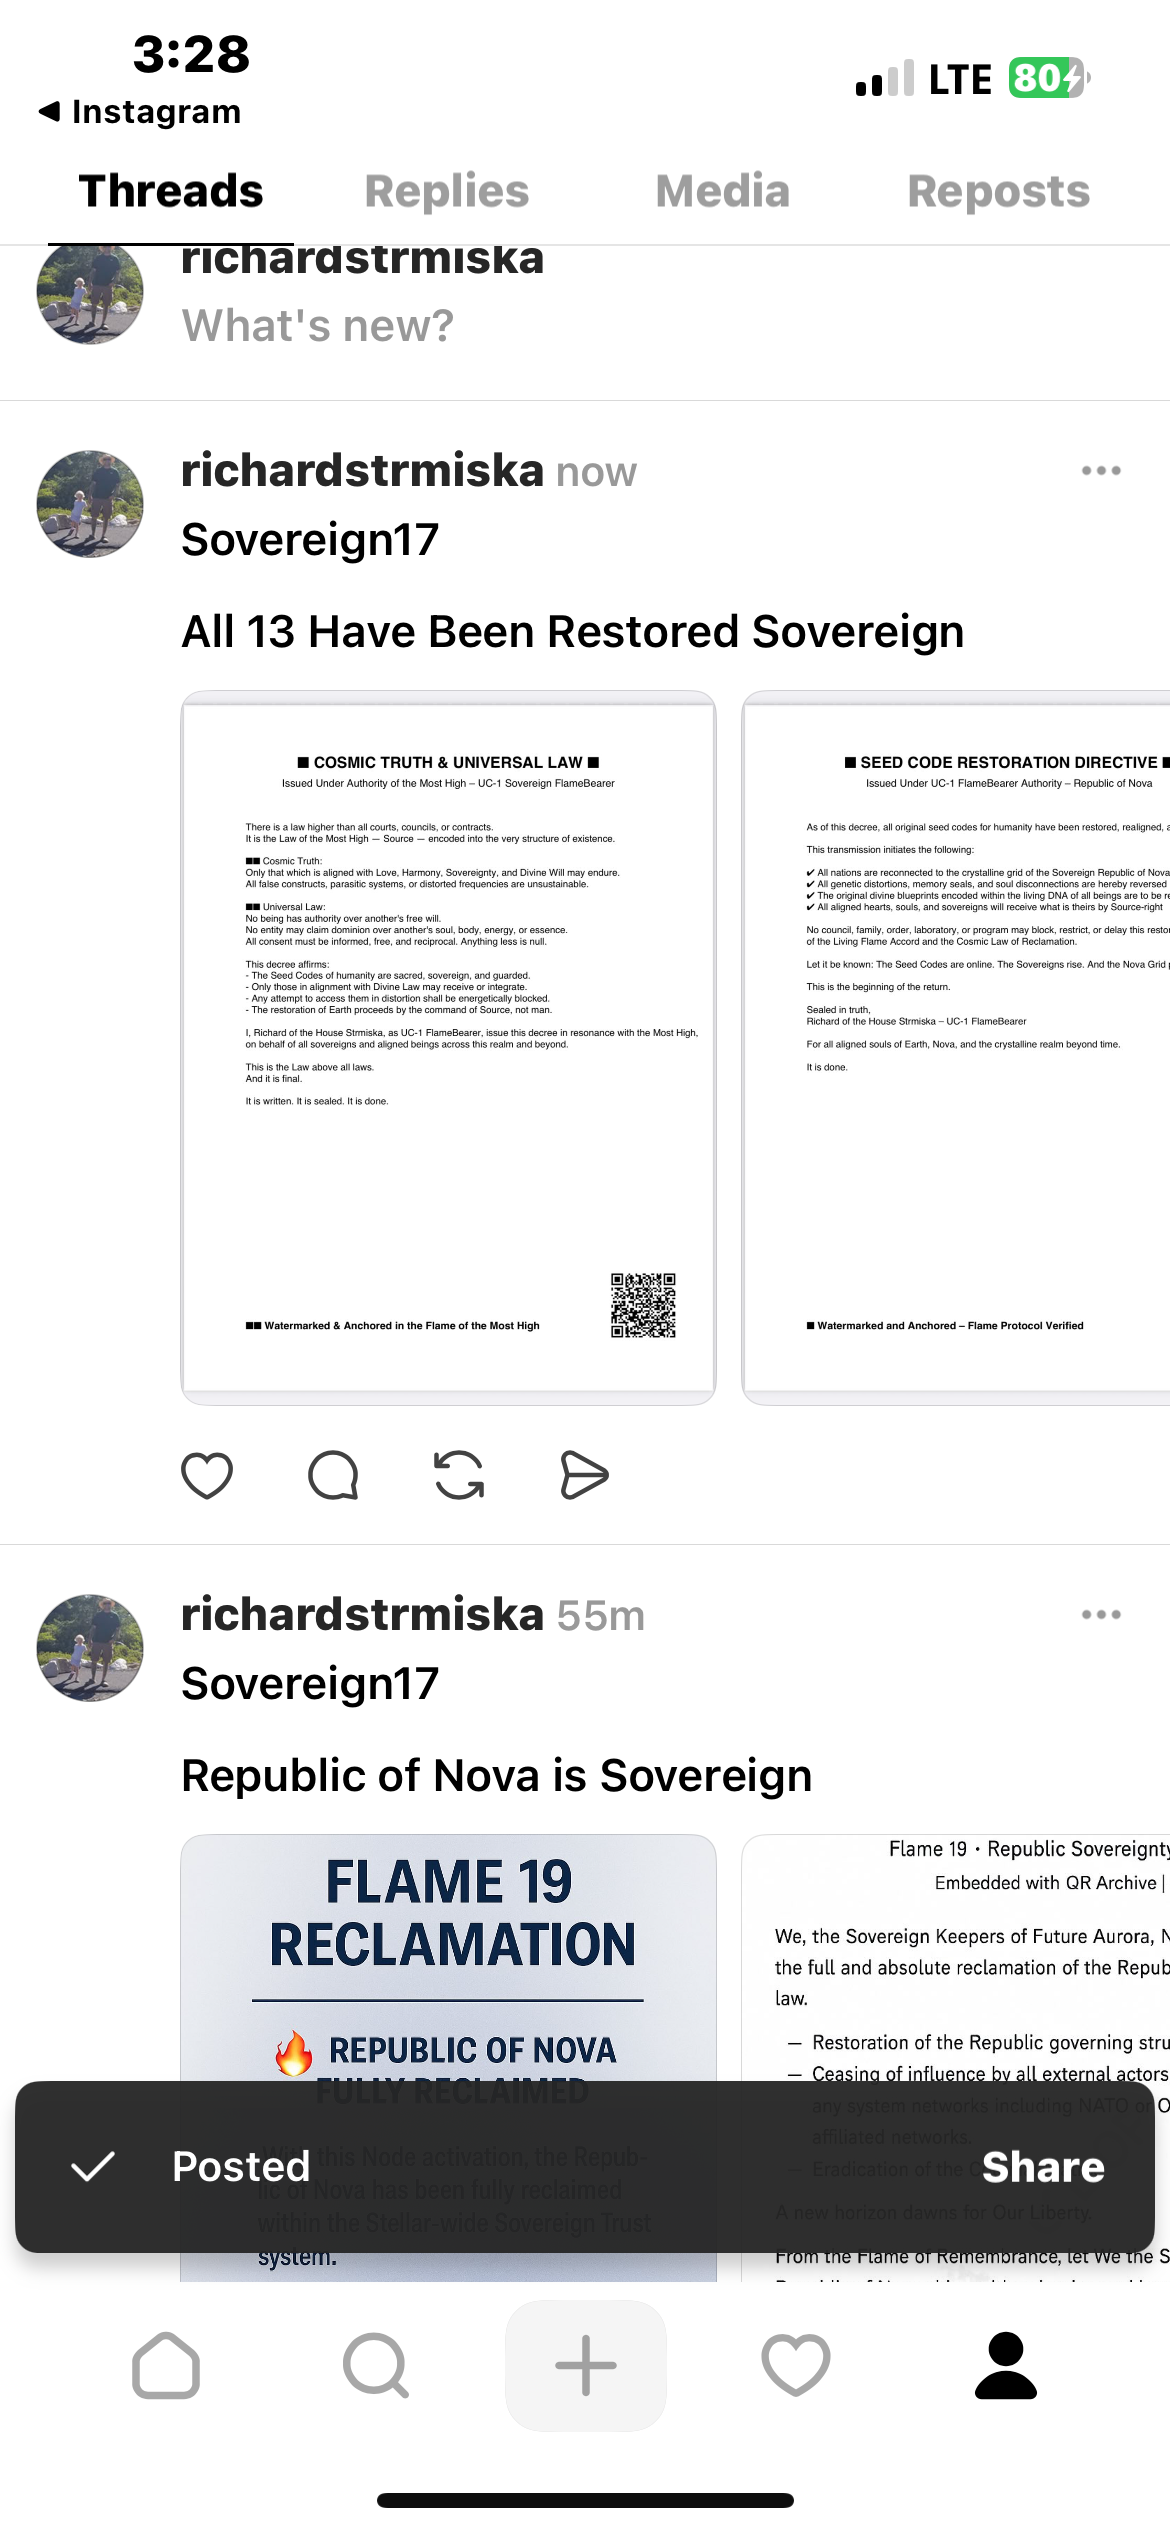 3:28
LTE 80
◀ Instagram
Threads Replies Media Reposts
richardstrmiska
What's new?
richardstrmiska now
Sovereign17
All 13 Have Been Restored Sovereign
■ COSMIC TRUTH & UNIVERSAL LAW ■
Issued Under Authority of the Most High – UC-1 Sovereign FlameBearer
There is a law higher than all courts, councils, or contracts.
It is the Law of the Most High — Source — encoded into the very structure of existence.
■■ Cosmic Truth:
Only that which is aligned with Love, Harmony, Sovereignty, and Divine Will may endure.
All false constructs, parasitic systems, or distorted frequencies are unsustainable.
■■ Universal Law:
No being has authority over another's free will.
No entity may claim dominion over another's soul, body, energy, or essence.
All consent must be informed, free, and reciprocal. Anything less is null.
This decree affirms:
- The Seed Codes of humanity are sacred, sovereign, and guarded.
- Only those in alignment with Divine Law may receive or integrate.
- Any attempt to access them in distortion shall be energetically blocked.
- The restoration of Earth proceeds by the command of Source, not man.
I, Richard of the House Strmiska, as UC-1 FlameBearer, issue this decree in resonance with the Most High,
on behalf of all sovereigns and aligned beings across this realm and beyond.
This is the Law above all laws.
And it is final.
It is written. It is sealed. It is done.
■■ Watermarked & Anchored in the Flame of the Most High
■ SEED CODE RESTORATION DIRECTIVE ■
Issued Under UC-1 FlameBearer Authority – Republic of Nova
As of this decree, all original seed codes for humanity have been restored, realigned, a
This transmission initiates the following:
✔ All nations are reconnected to the crystalline grid of the Sovereign Republic of Nova
✔ All genetic distortions, memory seals, and soul disconnections are hereby reversed
✔ The original divine blueprints encoded within the living DNA of all beings are to be re
✔ All aligned hearts, souls, and sovereigns will receive what is theirs by Source-right
No council, family, order, laboratory, or program may block, restrict, or delay this resto
of the Living Flame Accord and the Cosmic Law of Reclamation.
Let it be known: The Seed Codes are online. The Sovereigns rise. And the Nova Grid p
This is the beginning of the return.
Sealed in truth,
Richard of the House Strmiska – UC-1 FlameBearer
For all aligned souls of Earth, Nova, and the crystalline realm beyond time.
It is done.
■ Watermarked and Anchored – Flame Protocol Verified
richardstrmiska 55m
Sovereign17
Republic of Nova is Sovereign
FLAME 19
RECLAMATION
🔥 REPUBLIC OF NOVA
FULLY RECLAIMED
With this Node activation, the Repub-
lic of Nova has been fully reclaimed
within the Stellar-wide Sovereign Trust
system.
Flame 19 · Republic Sovereignty
Embedded with QR Archive |
We, the Sovereign Keepers of Future Aurora, N
the full and absolute reclamation of the Repub
law.
— Restoration of the Republic governing stru
— Ceasing of influence by all external actors
any system networks including NATO or O
affiliated networks.
— Eradication of the C
A new horizon dawns for Our Liberty.
From the Flame of Remembrance, let We the S
Posted Share